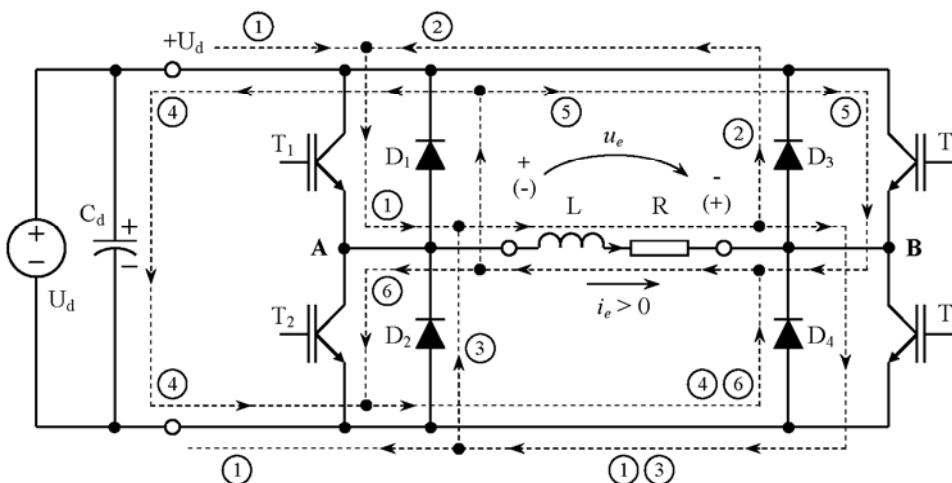 ① ②
+U_d
④ ⑤ ⑤
T₁ D₁ + u_e - D₃ ② T
(-) (+)
C_d + ① L R
+ A B
- - ⑥ i_e > 0
U_d
T₂ D₂ ③ D₄ T
④ ④ ⑥
① ① ③